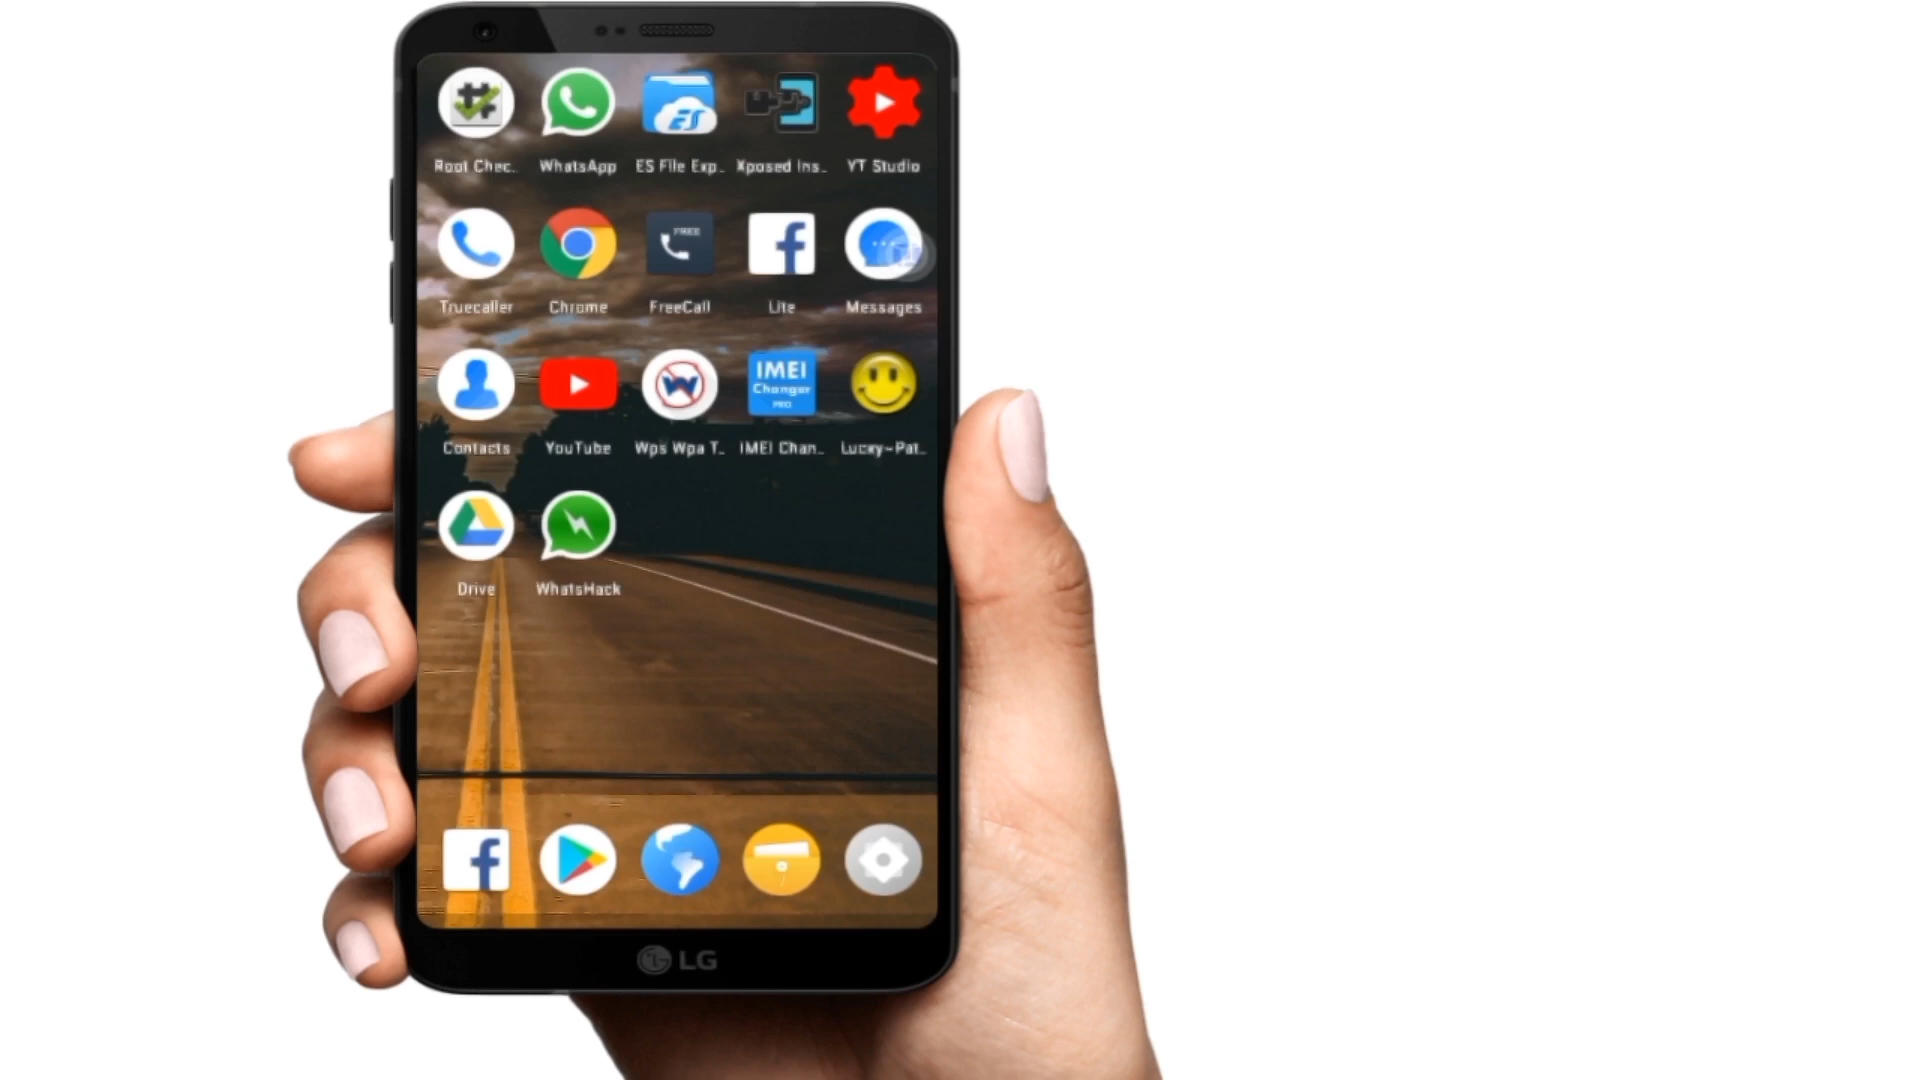 Root Chec..
WhatsApp
ES File Exp..
Xposed Ins..
YT Studio
ES
FREE
Truecaller
Chrome
FreeCall
Lite
Messages
IMEI
Changer
PRO
Contacts
YouTube
Wps Wpa T..
IMEI Chan..
Lucky~Pat..
Drive
WhatsHack
LG